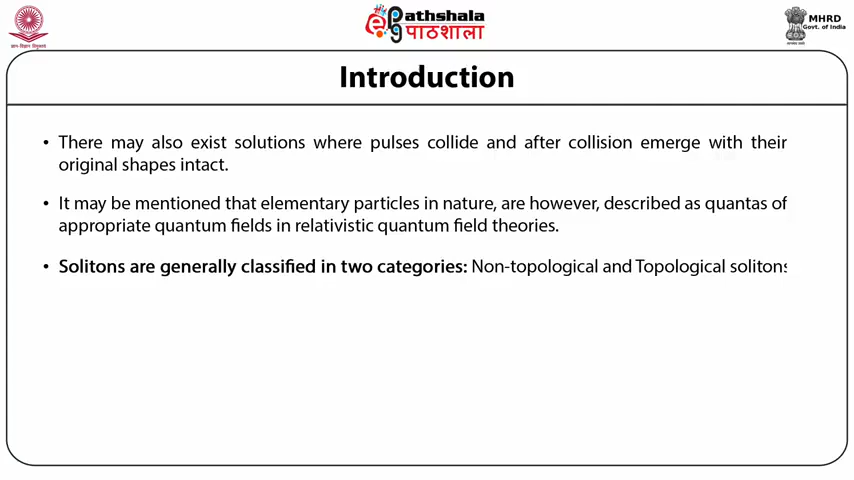 ePathshala
पाठशाला
MHRD
Govt. of India
Introduction
• There may also exist solutions where pulses collide and after collision emerge with their
original shapes intact.
• It may be mentioned that elementary particles in nature, are however, described as quantas of
appropriate quantum fields in relativistic quantum field theories.
• Solitons are generally classified in two categories: Non-topological and Topological solitons